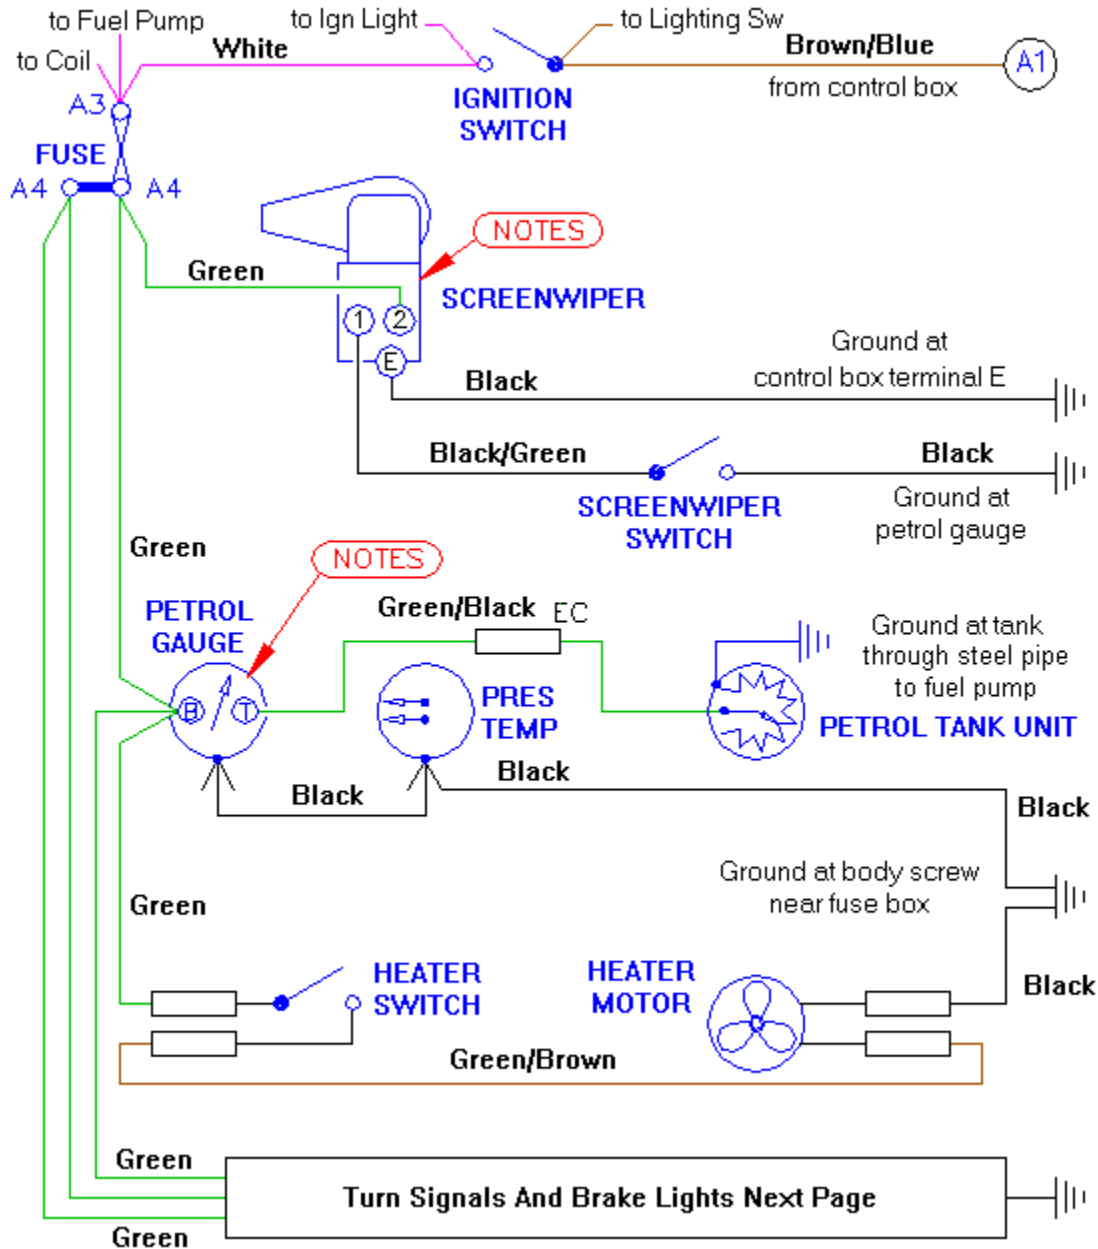 to Fuel Pump
to Ign Light
to Lighting Sw
White
Brown/Blue
to Coil
A1
from control box
A3
IGNITION
SWITCH
FUSE
A4
A4
NOTES
Green
SCREENWIPER
1
2
E
Ground at
control box terminal E
Black
Black/Green
Black
SCREENWIPER
SWITCH
Ground at
petrol gauge
Green
NOTES
PETROL
GAUGE
Green/Black
EC
Ground at tank
through steel pipe
to fuel pump
B
T
PRES
TEMP
PETROL TANK UNIT
Black
Black
Black
Ground at body screw
near fuse box
Green
HEATER
SWITCH
HEATER
MOTOR
Black
Green/Brown
Green
Turn Signals And Brake Lights Next Page
Green